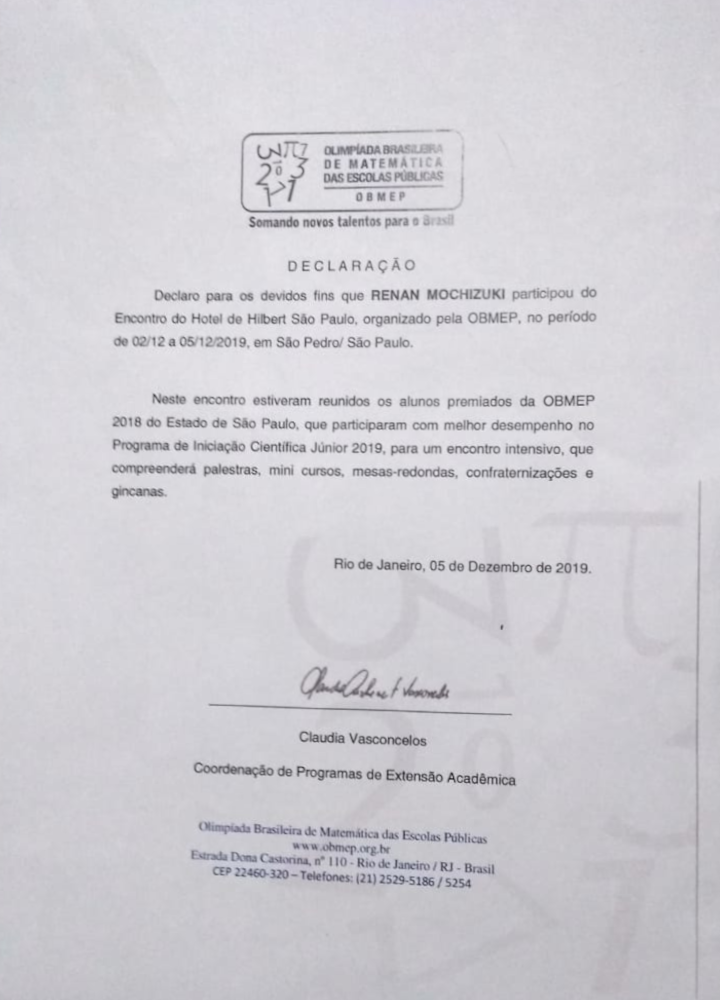 OLIMPÍADA BRASILEIRA
DE MATEMÁTICA
DAS ESCOLAS PÚBLICAS
OBMEP
Somando novos talentos para o Brasil
DECLARAÇÃO
Declaro para os devidos fins que RENAN MOCHIZUKI participou do
Encontro do Hotel de Hilbert São Paulo, organizado pela OBMEP, no período
de 02/12 a 05/12/2019, em São Pedro/ São Paulo.
Neste encontro estiveram reunidos os alunos premiados da OBMEP
2018 do Estado de São Paulo, que participaram com melhor desempenho no
Programa de Iniciação Científica Júnior 2019, para um encontro intensivo, que
compreenderá palestras, mini cursos, mesas-redondas, confraternizações e
gincanas.
Rio de Janeiro, 05 de Dezembro de 2019.
Claudia Vasconcelos
Coordenação de Programas de Extensão Acadêmica
Olimpíada Brasileira de Matemática das Escolas Públicas
www.obmep.org.br
Estrada Dona Castorina, nº 110 - Rio de Janeiro / RJ - Brasil
CEP 22460-320 – Telefones: (21) 2529-5186 / 5254